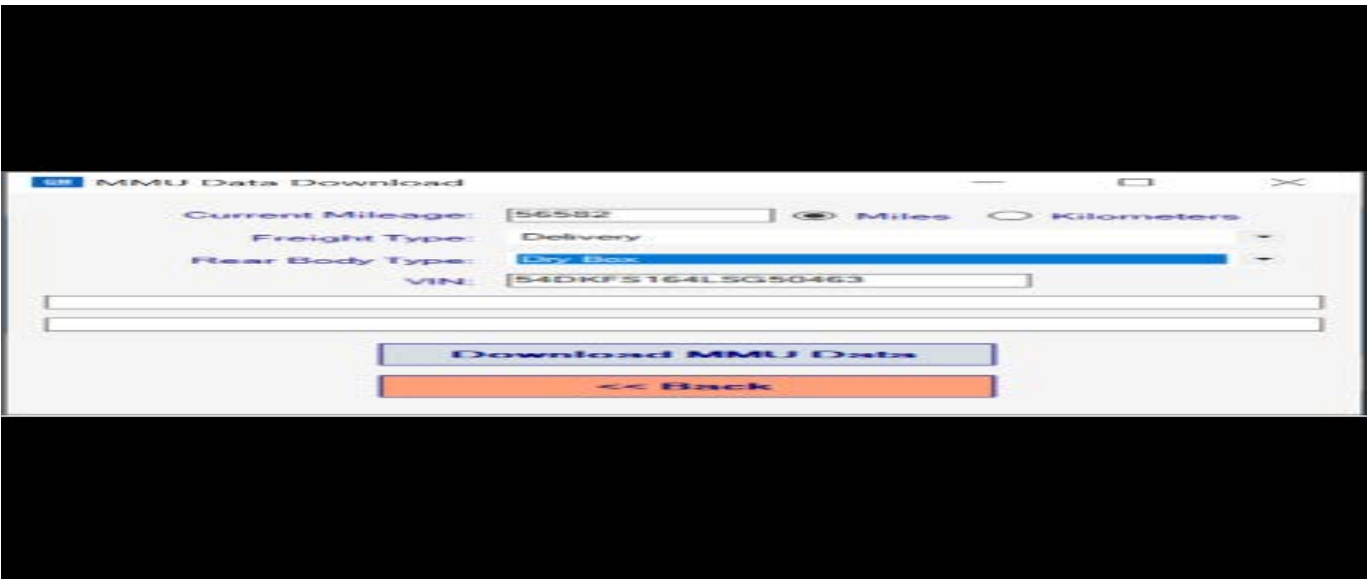 GM MMU Data Download
Current Mileage: 56582 Miles Kilometers
Freight Type: Delivery
Rear Body Type: Dry Box
VIN: 54DKFS164LSG50463
Download MMU Data
<< Back